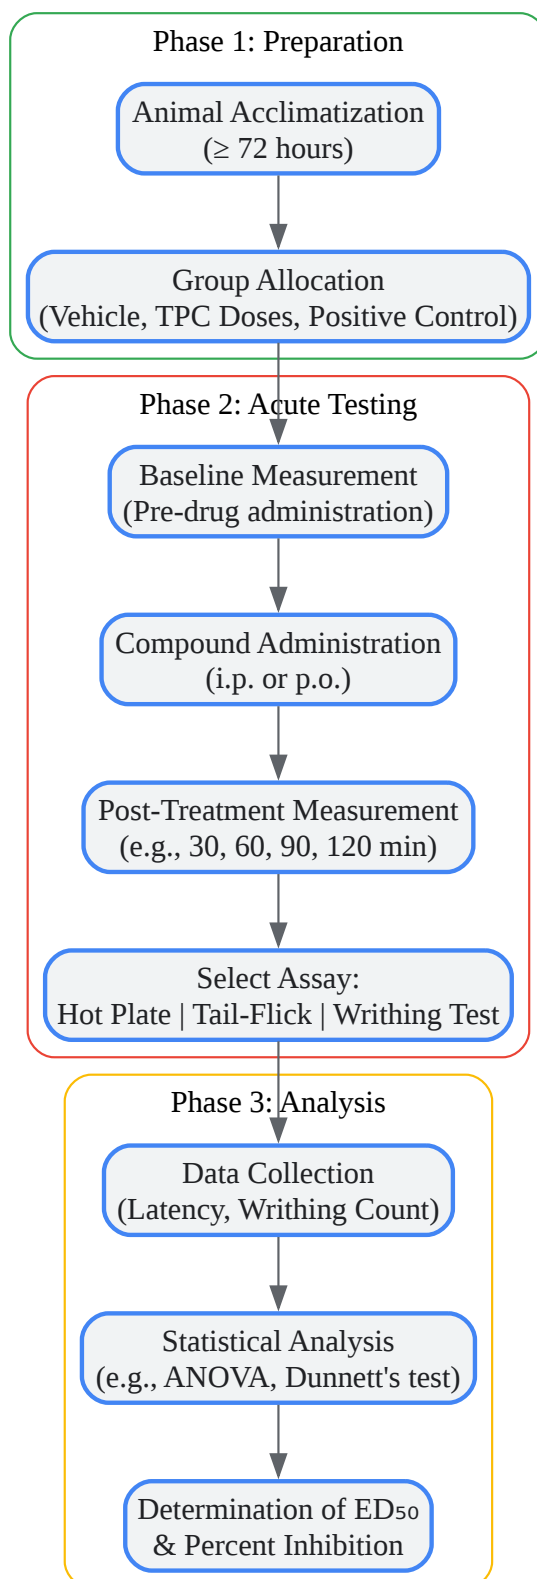 Phase 1: Preparation
Animal Acclimatization
(≥ 72 hours)
Group Allocation
(Vehicle, TPC Doses, Positive Control)
Phase 2: Acute Testing
Baseline Measurement
(Pre-drug administration)
Compound Administration
(i.p. or p.o.)
Post-Treatment Measurement
(e.g., 30, 60, 90, 120 min)
Select Assay:
Hot Plate | Tail-Flick | Writhing Test
Phase 3: Analysis
Data Collection
(Latency, Writhing Count)
Statistical Analysis
(e.g., ANOVA, Dunnett's test)
Determination of ED₅₀
& Percent Inhibition